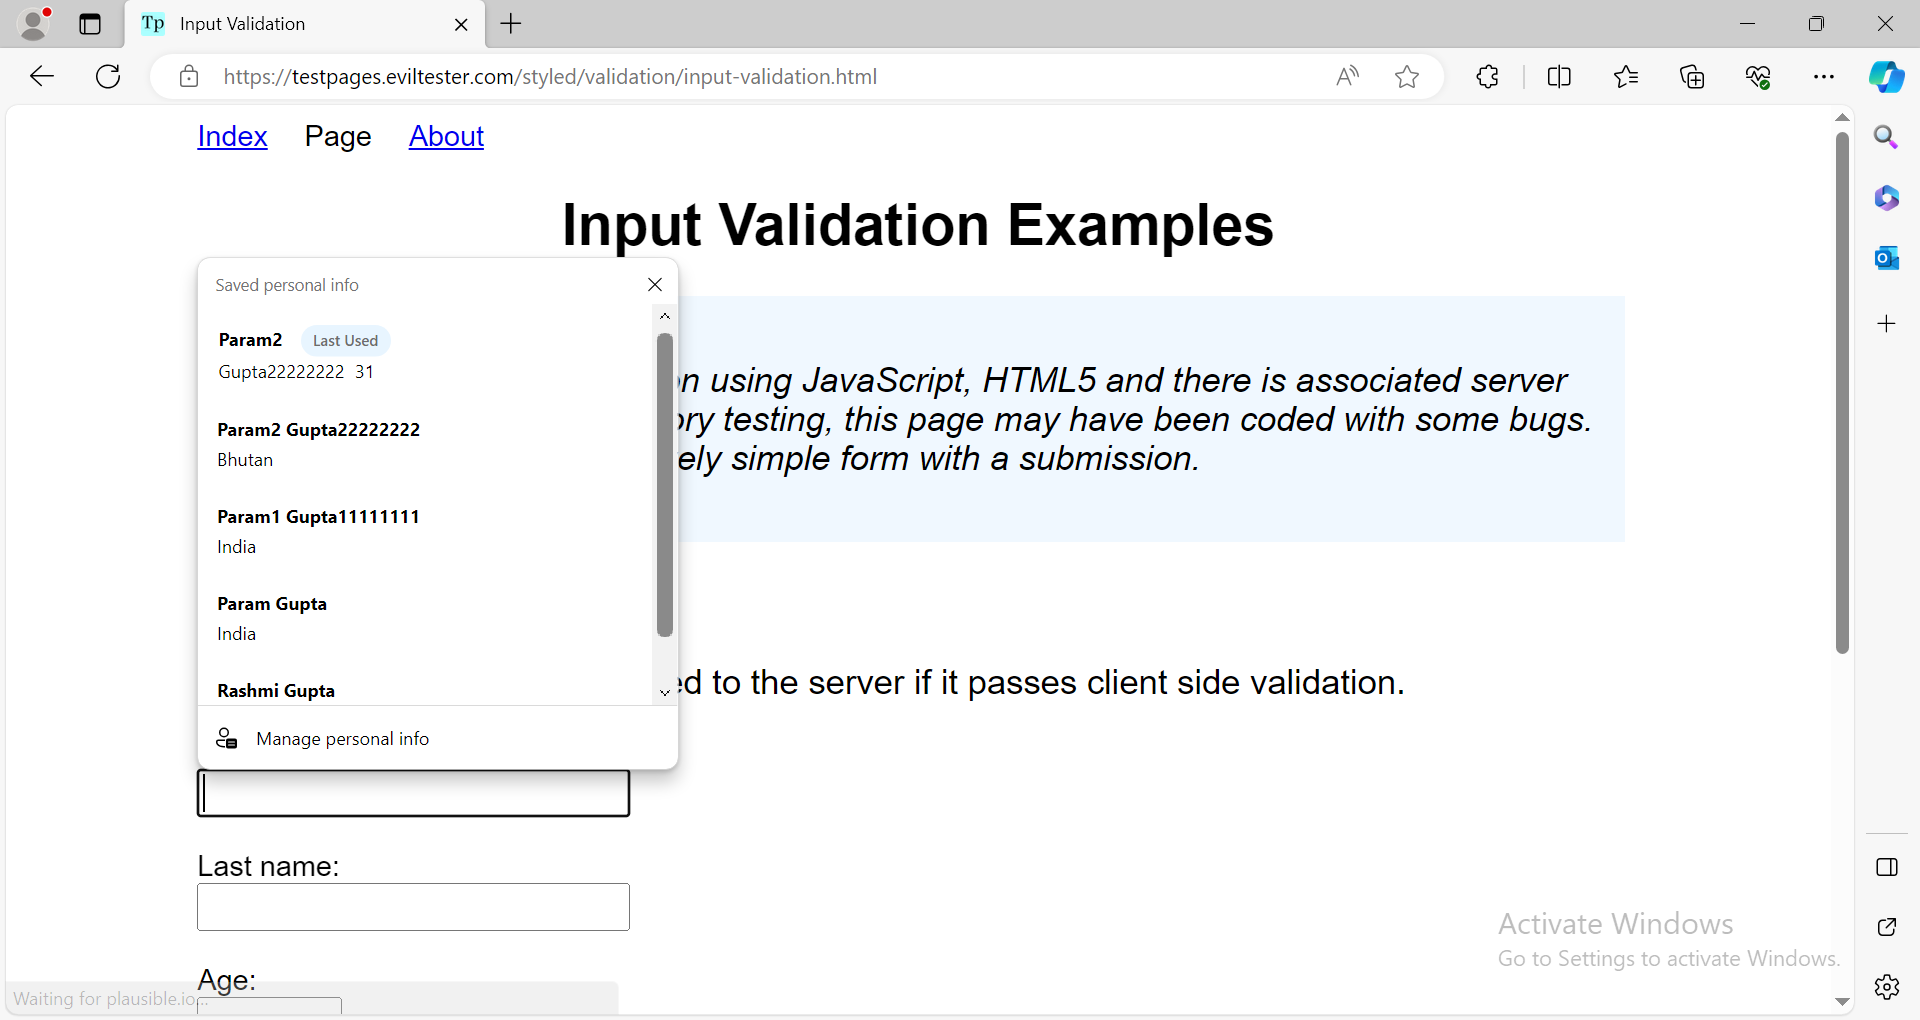 Tp Input Validation
https://testpages.eviltester.com/styled/validation/input-validation.html
Index Page About
Input Validation Examples
Saved personal info
Param2 Last Used
Gupta22222222 31
Param2 Gupta22222222
Bhutan
Param1 Gupta11111111
India
Param Gupta
India
Rashmi Gupta
Manage personal info
n using JavaScript, HTML5 and there is associated server
ry testing, this page may have been coded with some bugs.
ely simple form with a submission.
ed to the server if it passes client side validation.
Last name:
Age:
Waiting for plausible.io...
Activate Windows
Go to Settings to activate Windows.